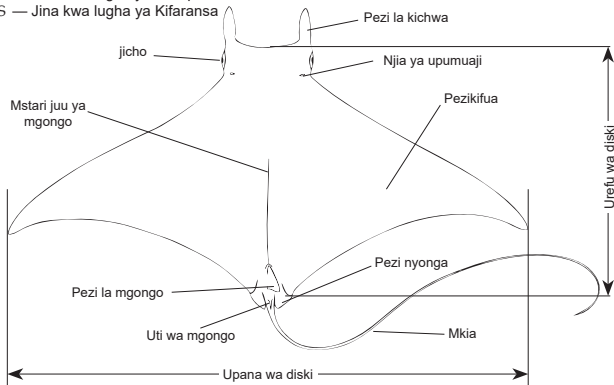 S — Jina kwa lugha ya Kifaransa
Pezi la kichwa
jicho
Njia ya upumuaji
Mstari juu ya
mgongo
Pezikifua
Urefu wa diski
Pezi nyonga
Pezi la mgongo
Uti wa mgongo
Mkia
Upana wa diski